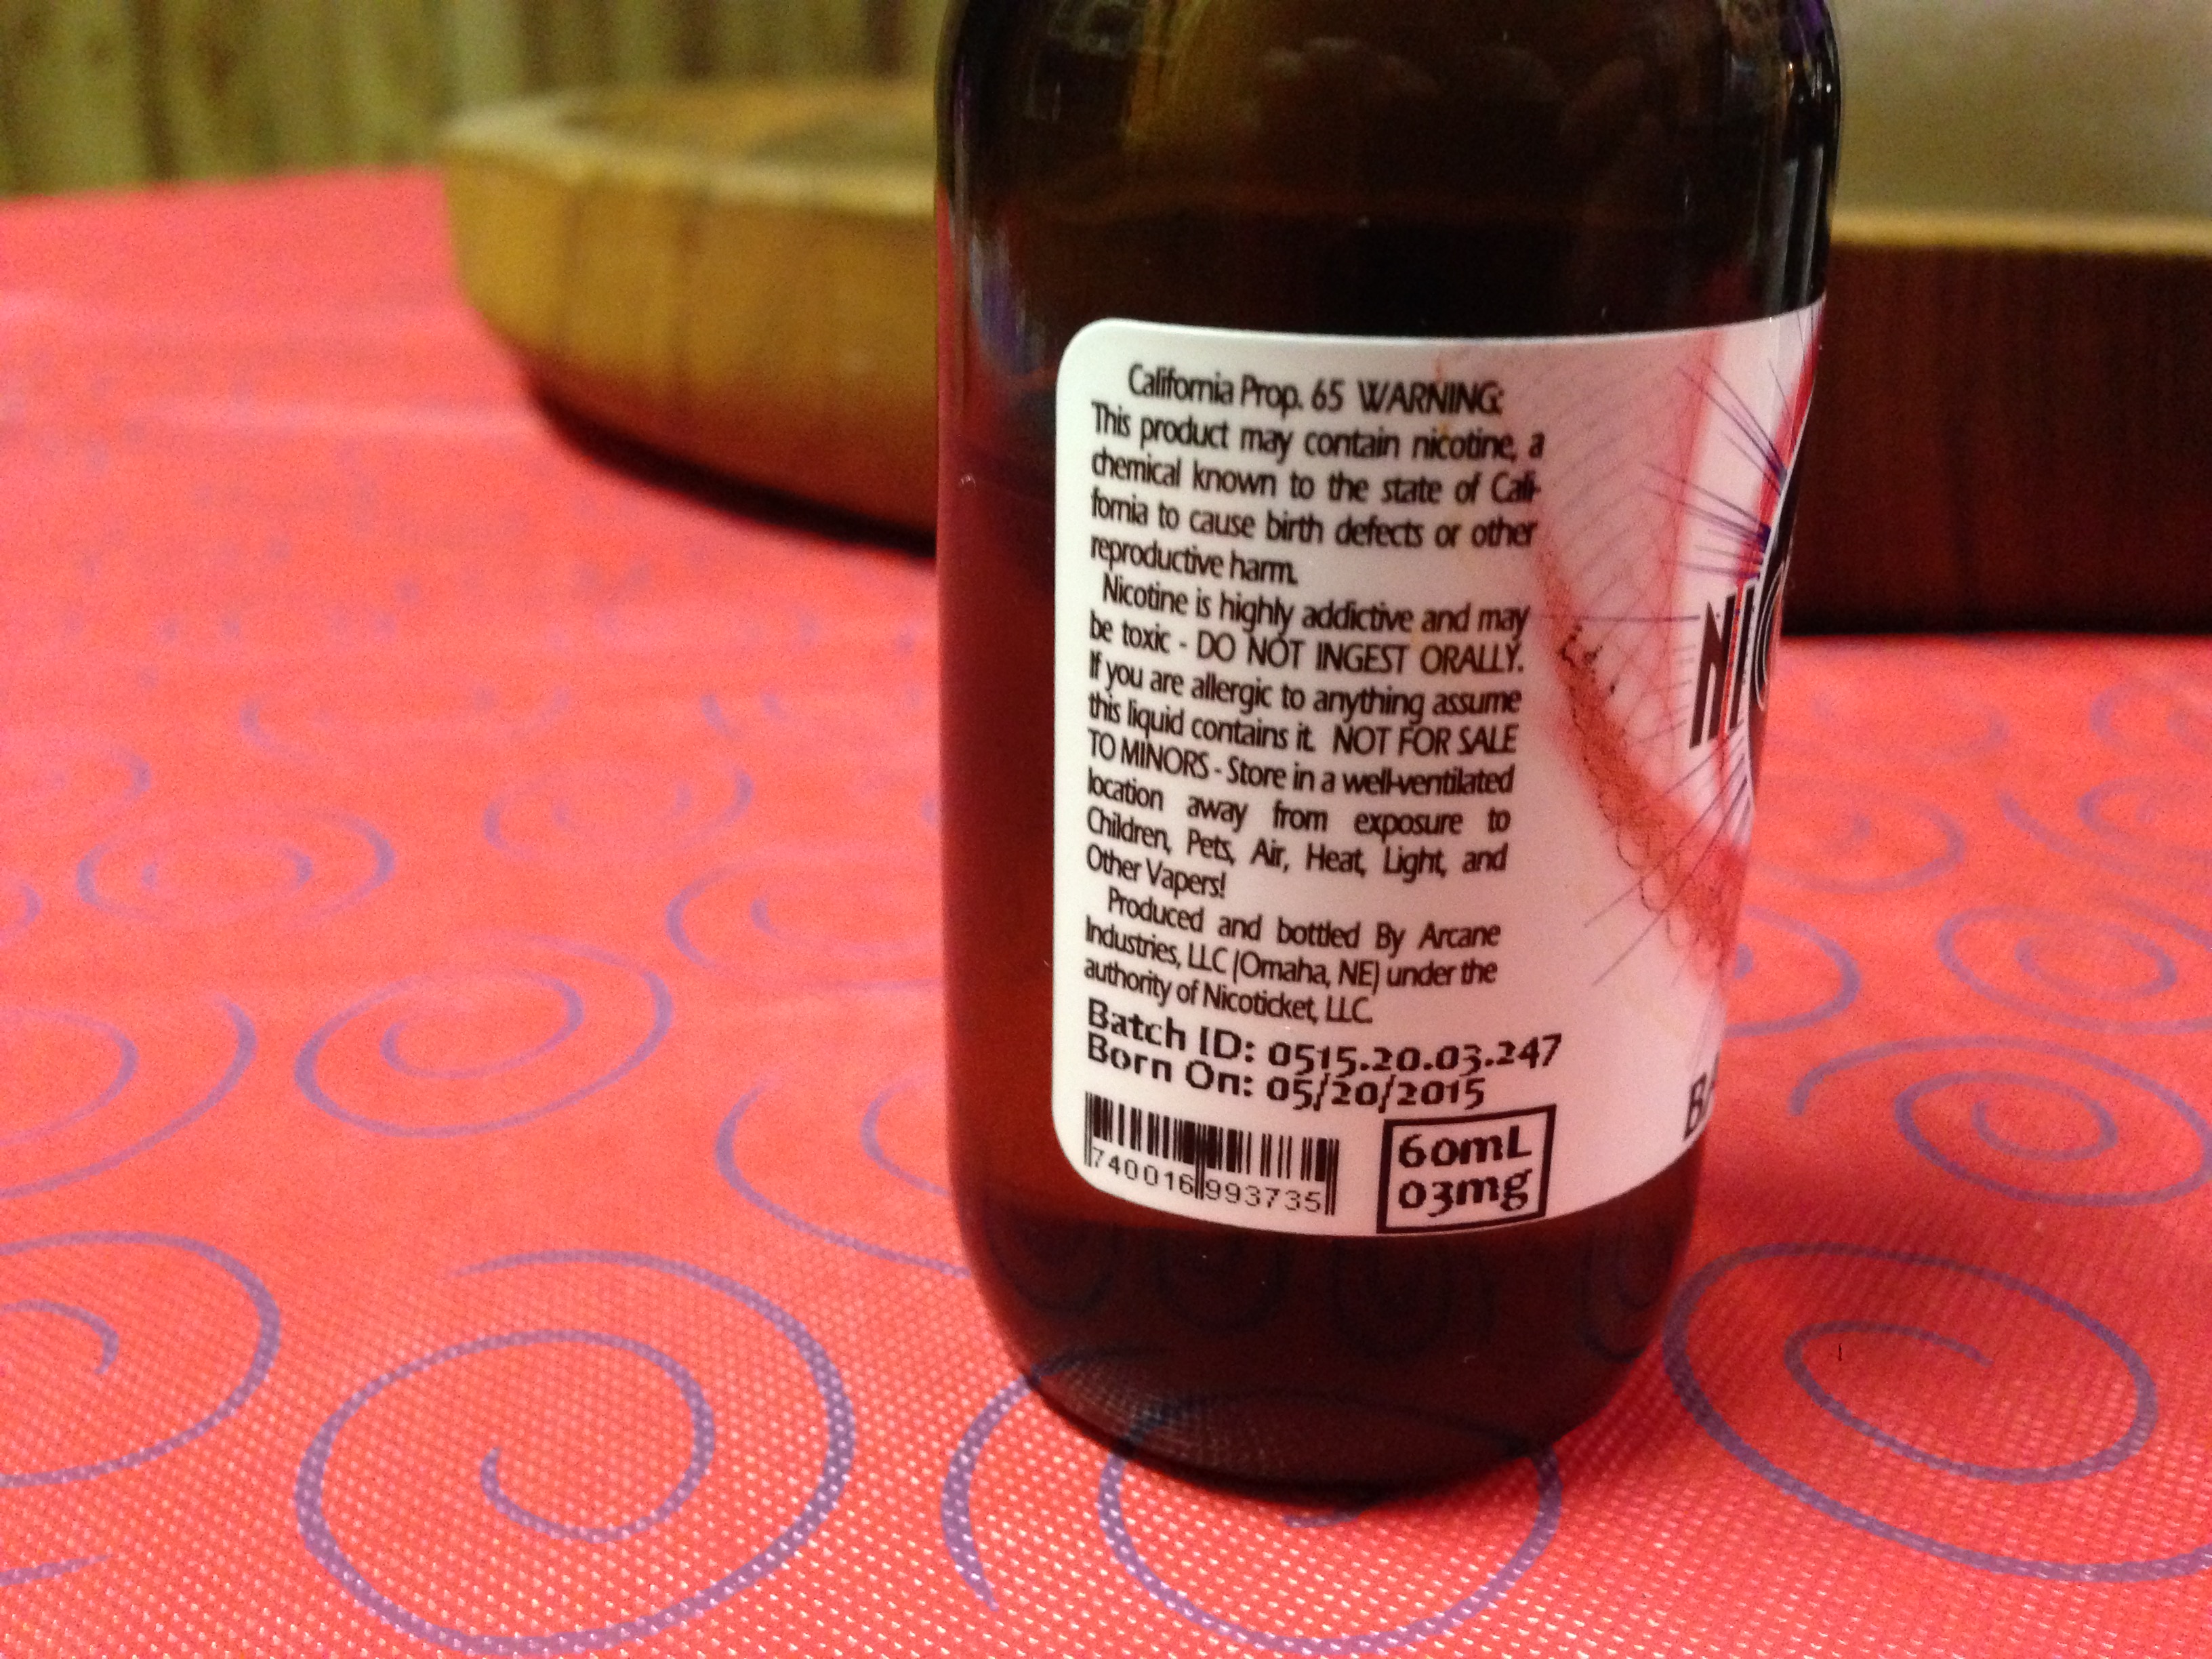 California Prop. 65 WARNING:
This product may contain nicotine, a
chemical known to the state of Cali-
fornia to cause birth defects or other
reproductive harm.
Nicotine is highly addictive and may
be toxic - DO NOT INGEST ORALLY.
If you are allergic to anything assume
this liquid contains it. NOT FOR SALE
TO MINORS - Store in a well-ventilated
location away from exposure to
Children, Pets, Air, Heat, Light, and
Other Vapers!
Produced and bottled By Arcane
Industries, LLC (Omaha, NE) under the
authority of Nicoticket, LLC.
Batch ID: 0515.20.03.247
Born On: 05/20/2015
740016 993735
60mL
03mg